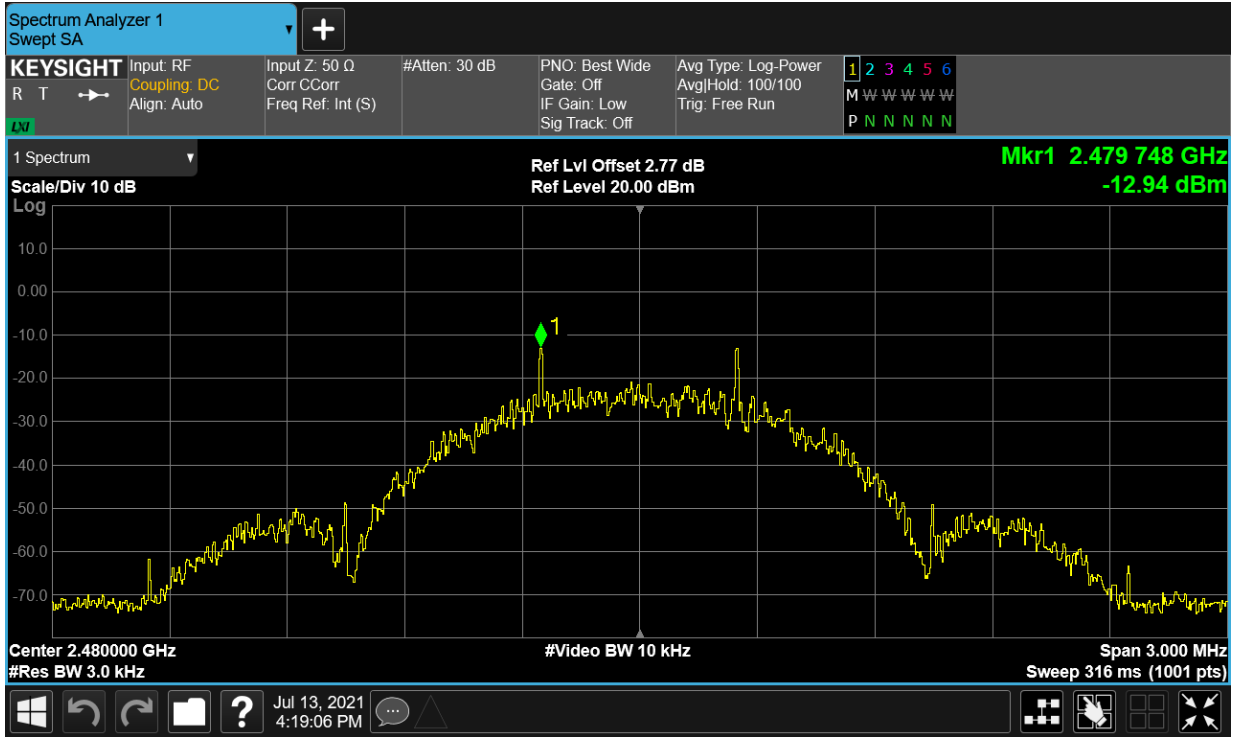 Spectrum Analyzer 1
Swept SA
KEYSIGHT
R T
LXI
Input: RF
Coupling: DC
Align: Auto
Input Z: 50 Ω
Corr CCorr
Freq Ref: Int (S)
#Atten: 30 dB
PNO: Best Wide
Gate: Off
IF Gain: Low
Sig Track: Off
Avg Type: Log-Power
Avg|Hold: 100/100
Trig: Free Run
1 2 3 4 5 6
M W W W W W
P N N N N N
1 Spectrum
Scale/Div 10 dB
Log
Ref Lvl Offset 2.77 dB
Ref Level 20.00 dBm
Mkr1 2.479 748 GHz
-12.94 dBm
10.0
0.00
-10.0
-20.0
-30.0
-40.0
-50.0
-60.0
-70.0
1
Center 2.480000 GHz
#Res BW 3.0 kHz
#Video BW 10 kHz
Span 3.000 MHz
Sweep 316 ms (1001 pts)
?
Jul 13, 2021
4:19:06 PM